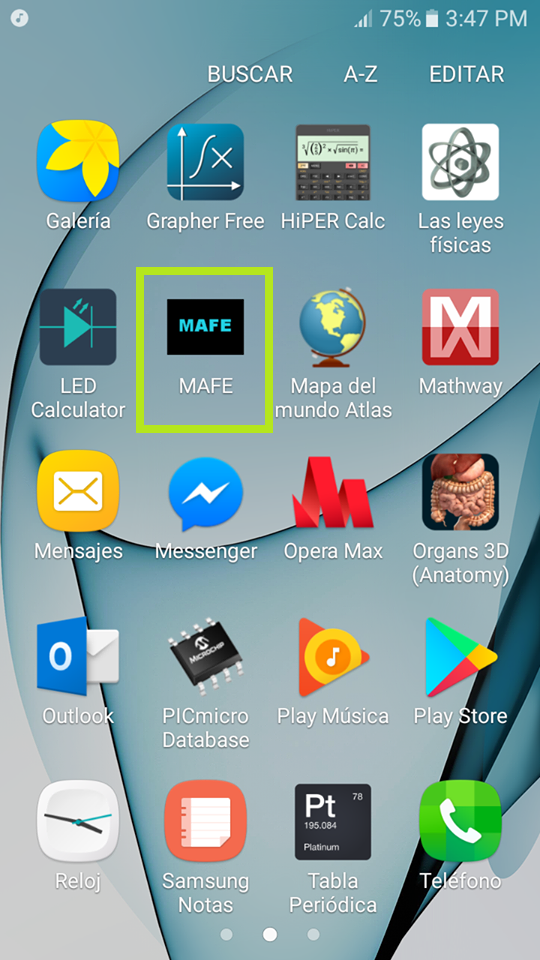 75% 3:47 PM
BUSCAR A-Z EDITAR
Galería
Grapher Free
HiPER Calc
Las leyes
físicas
LED
Calculator
MAFE
MAFE
Mapa del
mundo Atlas
Mathway
Mensajes
Messenger
Opera Max
Organs 3D
(Anatomy)
Outlook
MICROCHIP
PICmicro
Database
Play Música
Play Store
Reloj
Samsung
Notas
Pt 78
195.084
Platinum
Tabla
Periódica
Teléfono